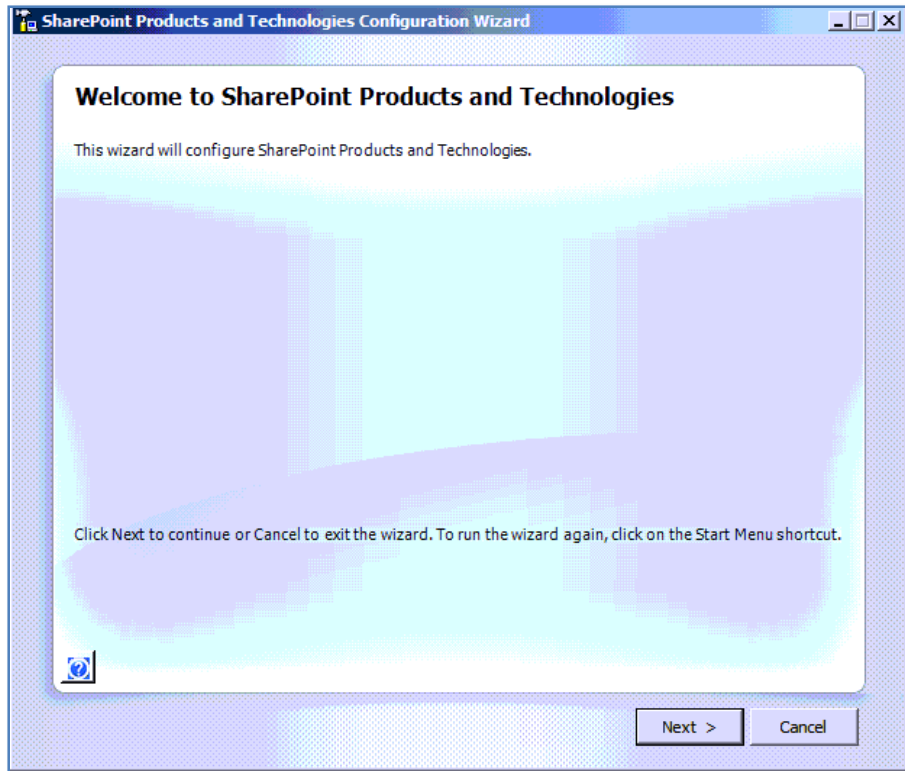 SharePoint Products and Technologies Configuration Wizard
Welcome to SharePoint Products and Technologies
This wizard will configure SharePoint Products and Technologies.
Click Next to continue or Cancel to exit the wizard. To run the wizard again, click on the Start Menu shortcut.
?
Next >
Cancel